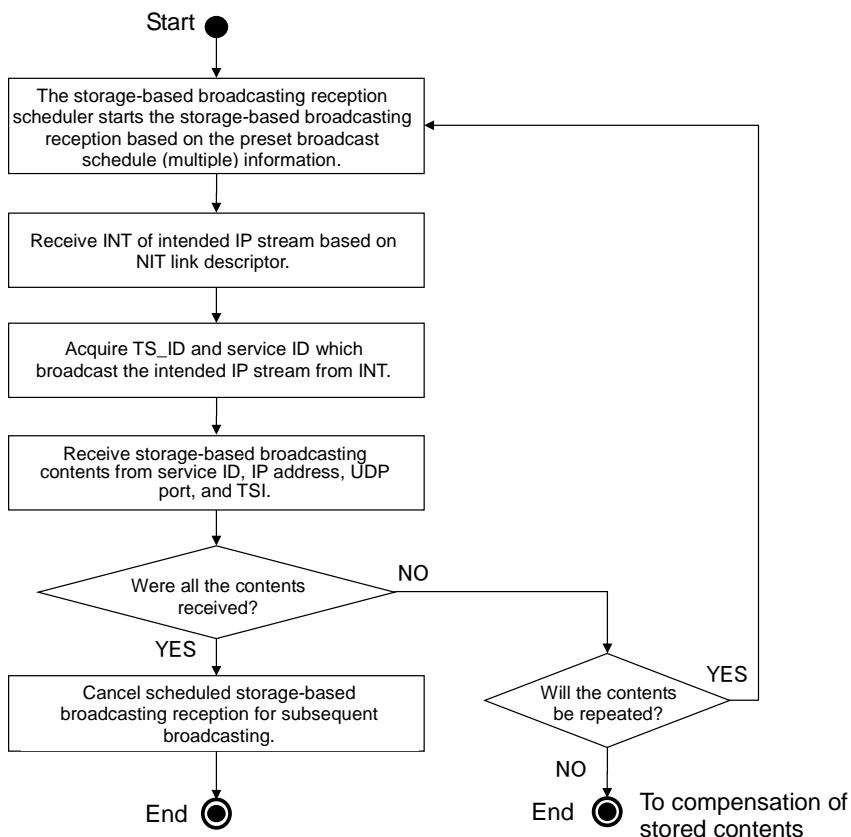 Start
The storage-based broadcasting reception
scheduler starts the storage-based broadcasting
reception based on the preset broadcast
schedule (multiple) information.
Receive INT of intended IP stream based on
NIT link descriptor.
Acquire TS_ID and service ID which
broadcast the intended IP stream from INT.
Receive storage-based broadcasting
contents from service ID, IP address, UDP
port, and TSI.
Were all the contents
received?
NO
YES
Cancel scheduled storage-based
broadcasting reception for subsequent
broadcasting.
End
Will the contents
be repeated?
YES
NO
End
To compensation of
stored contents